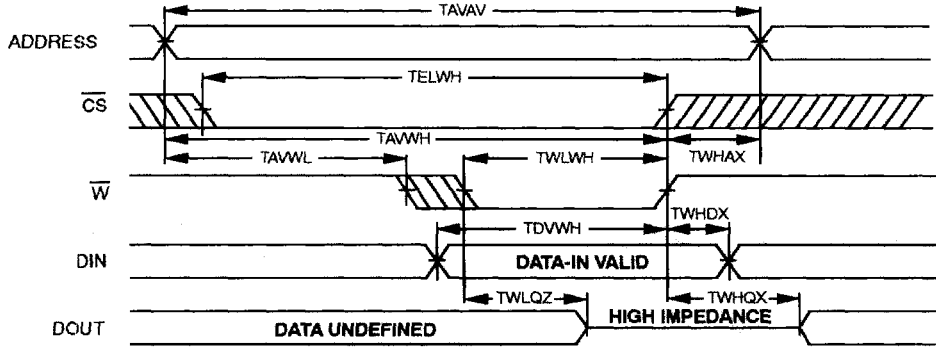 TAVAV
ADDRESS
TELWH
CS
TAVWH
TAVWL
TWLWH
TWHAX
W
TWHDX
TDVWH
DIN
DATA-IN VALID
TWLQZ
TWHQX
HIGH IMPEDANCE
DOUT
DATA UNDEFINED